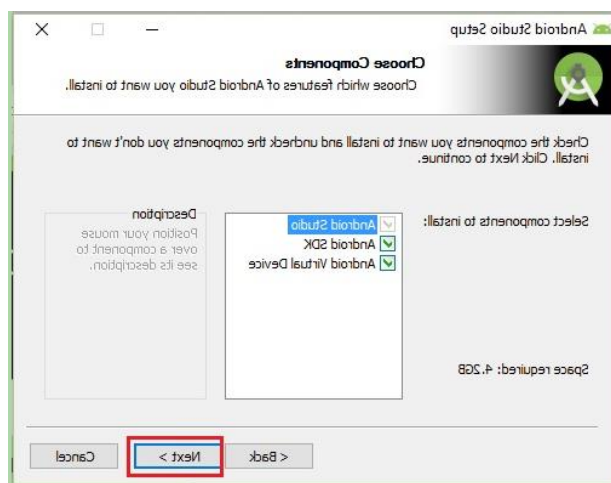 Android Studio Setup
Choose Components
Choose which features of Android Studio you want to install.
Check the components you want to install and uncheck the components you don't want to
install. Click Next to continue.
Select components to install:
Android Studio
Android SDK
Android Virtual Device
Description
Position your mouse
over a component to
see its description.
Space required: 4.2GB
< Back
Next >
Cancel